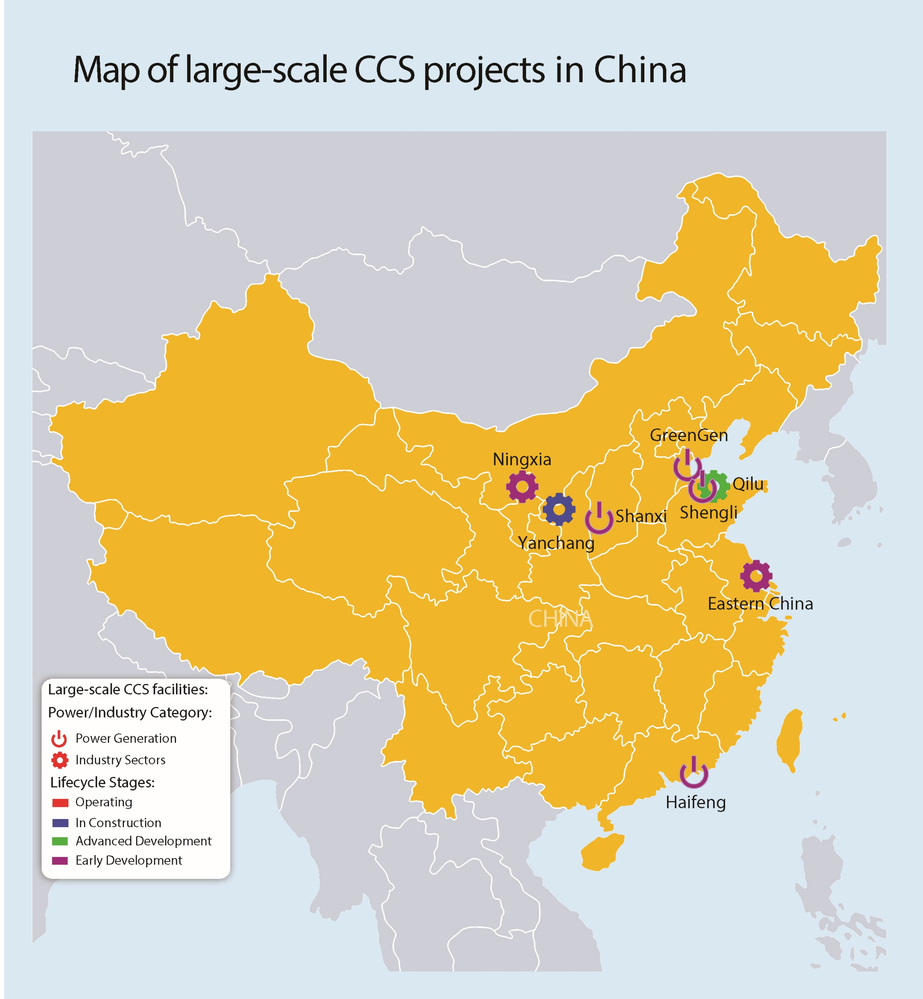 Map of large-scale CCS projects in China
GreenGen
Ningxia
Qilu
Shengli
Shanxi
Yanchang
Eastern China
CHINA
Haifeng
Large-scale CCS facilities:
Power/Industry Category:
Power Generation
Industry Sectors
Lifecycle Stages:
Operating
In Construction
Advanced Development
Early Development